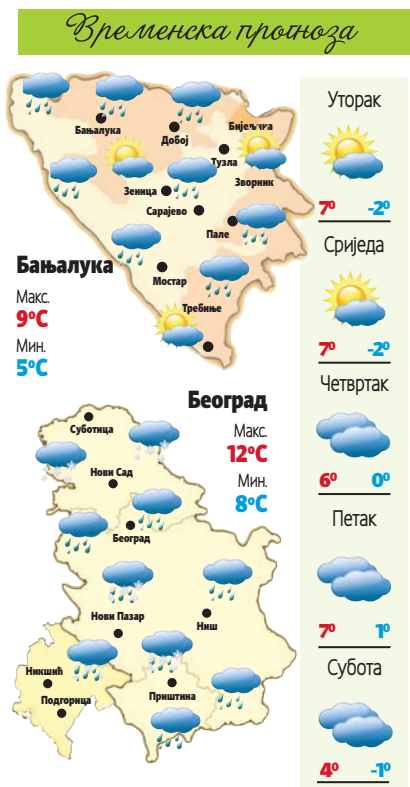 Временска прогноза
Бањалука
Добој
Бијељина
Тузла
Зворник
Зеница
Сарајево
Пале
Мостар
Требиње
Бањалука
Макс.
9ºC
Мин.
5ºC
Београд
Макс.
12ºC
Мин.
8ºC
Суботица
Нови Сад
Београд
Нови Пазар
Ниш
Никшић
Подгорица
Приштина
Уторак
7º -2º
Сриједа
7º -2º
Четвртак
6º 0º
Петак
7º 1º
Субота
4º -1º